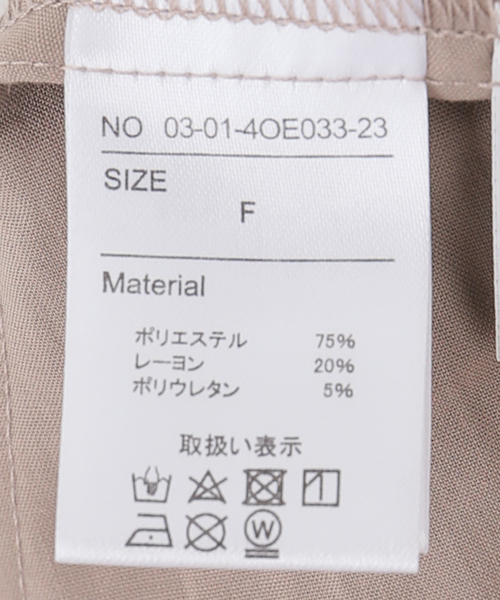 NO 03-01-4OE033-23
SIZE
F
Material
ポリエステル 75%
レーヨン 20%
ポリウレタン 5%
取扱い表示
W